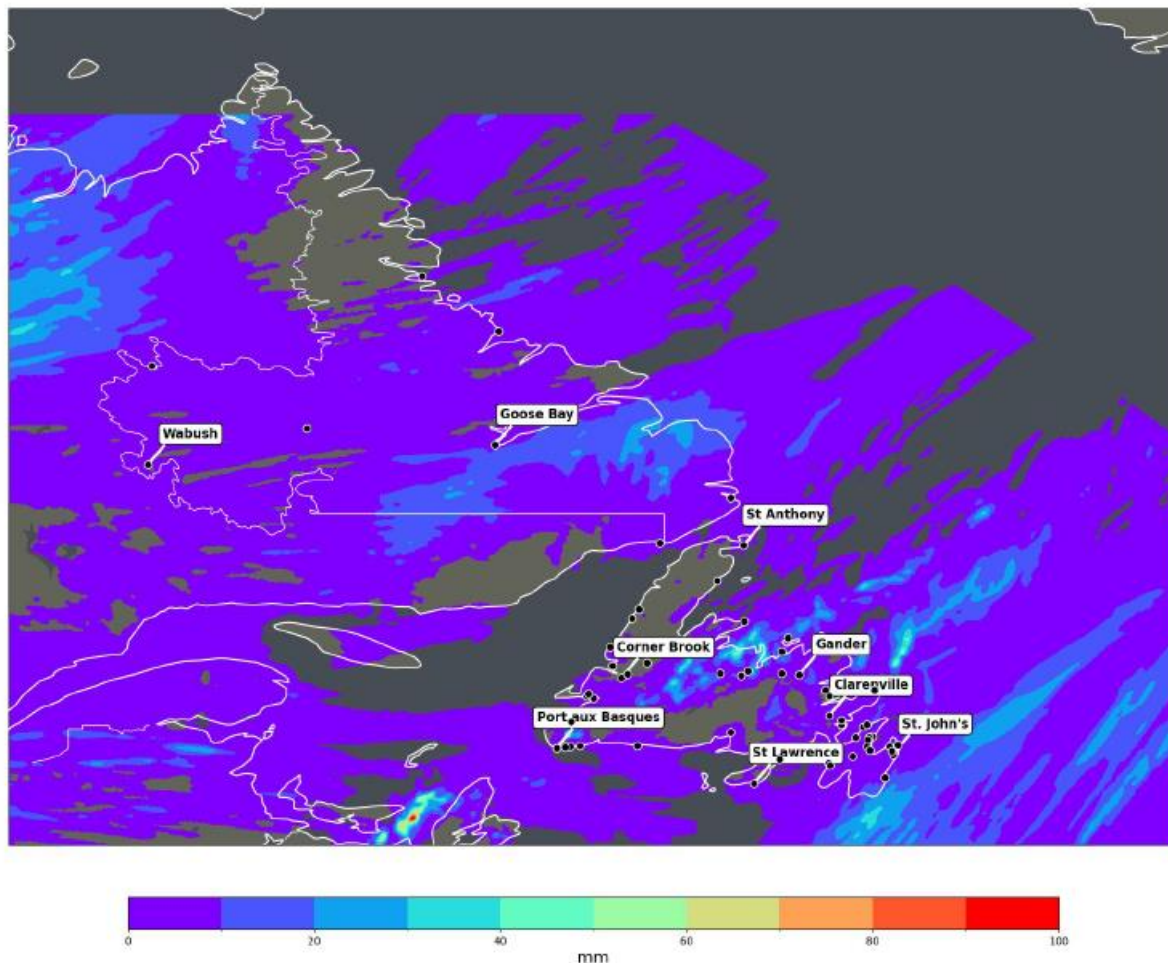 Goose Bay
Wabush
St Anthony
Corner Brook
Gander
Clarenville
Port aux Basques
St. John's
St Lawrence
0 20 40 60 80 100
mm